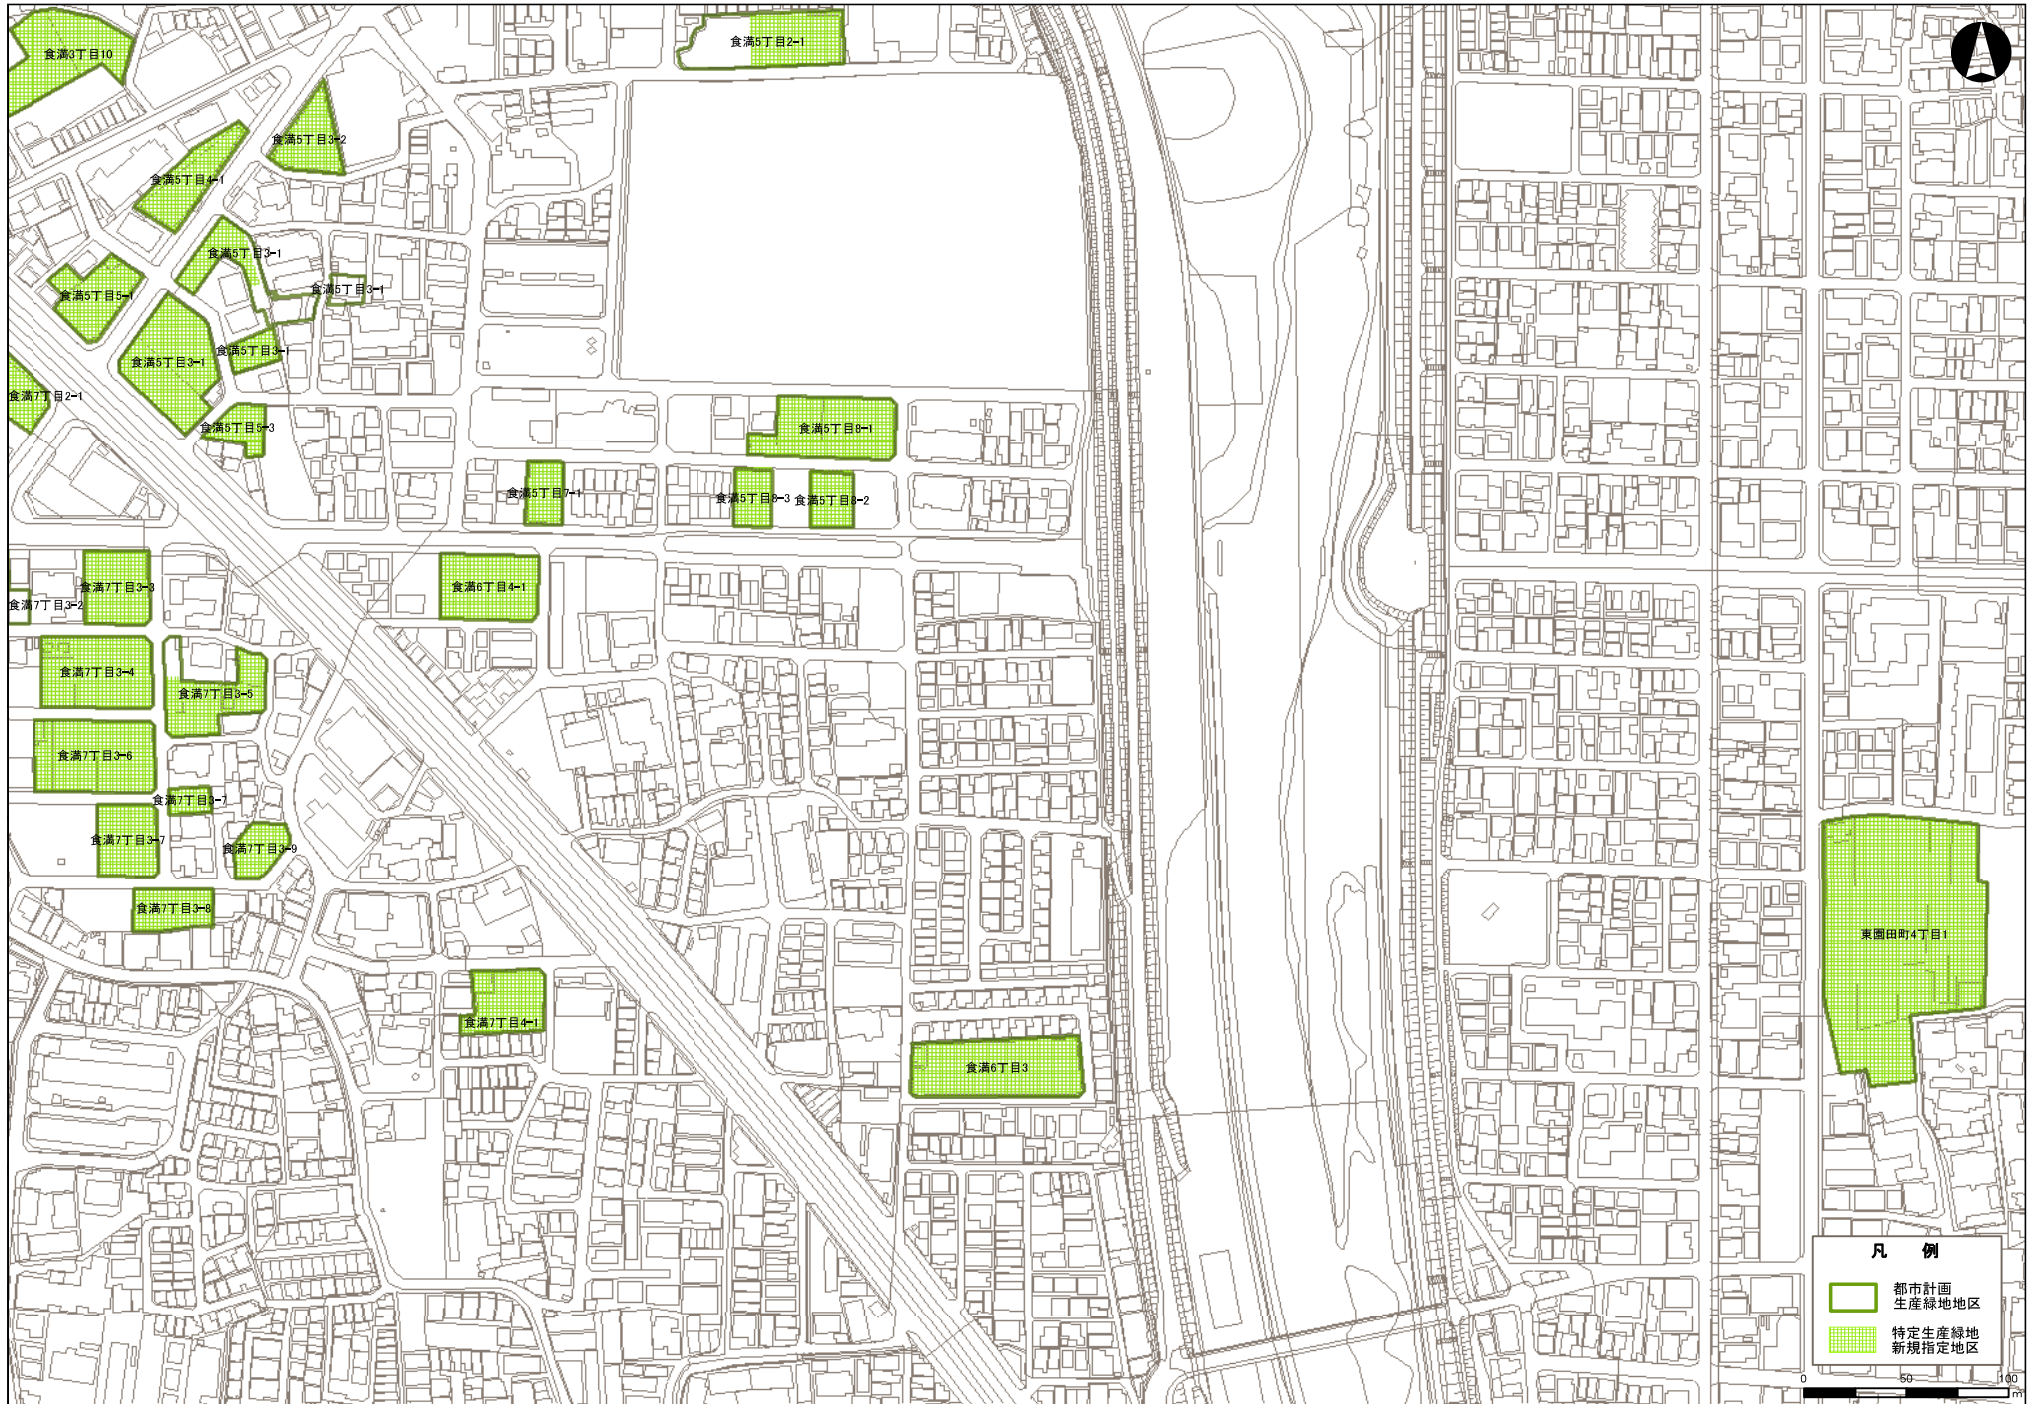 食満3丁目10
食満5丁目2-1
食満5丁目3-2
食満5丁目4-1
食満5丁目3-1
食満5丁目3-1
食満5丁目5-1
食満5丁目3-1
食満5丁目3-1
食満7丁目2-1
食満5丁目5-3
食満5丁目8-1
食満5丁目7-1
食満5丁目8-3
食満5丁目8-2
食満7丁目3-3
食満6丁目4-1
食満7丁目3-2
食満7丁目3-4
食満7丁目3-5
食満7丁目3-6
食満7丁目3-7
食満7丁目3-7
食満7丁目3-9
食満7丁目3-8
東園田町4丁目1
食満7丁目4-1
食満6丁目3
凡 例
都市計画
生産緑地地区
特定生産緑地
新規指定地区
0 50 100
m